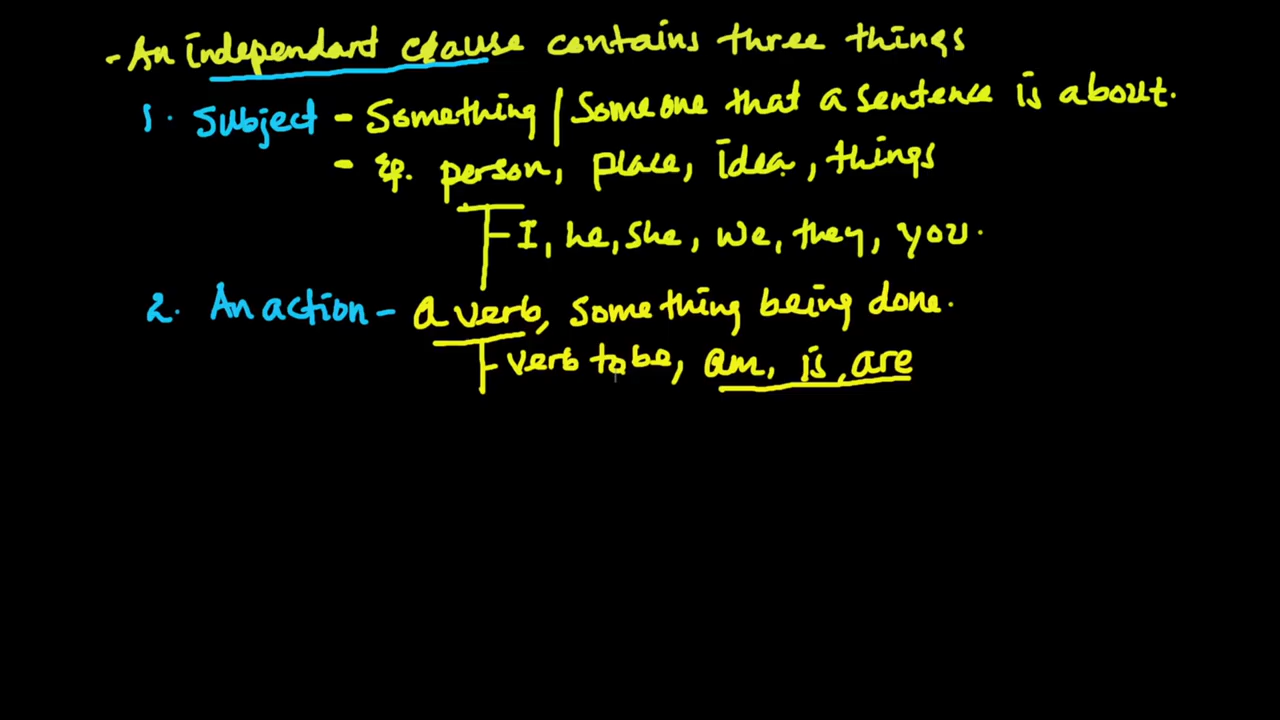 - An independant clause contains three things
1. Subject - Something / Someone that a sentence is about.
- eg. person, place, idea, things
I, he, she, we, they, you.
2. An action - a verb, something being done.
verb to be, am, is, are